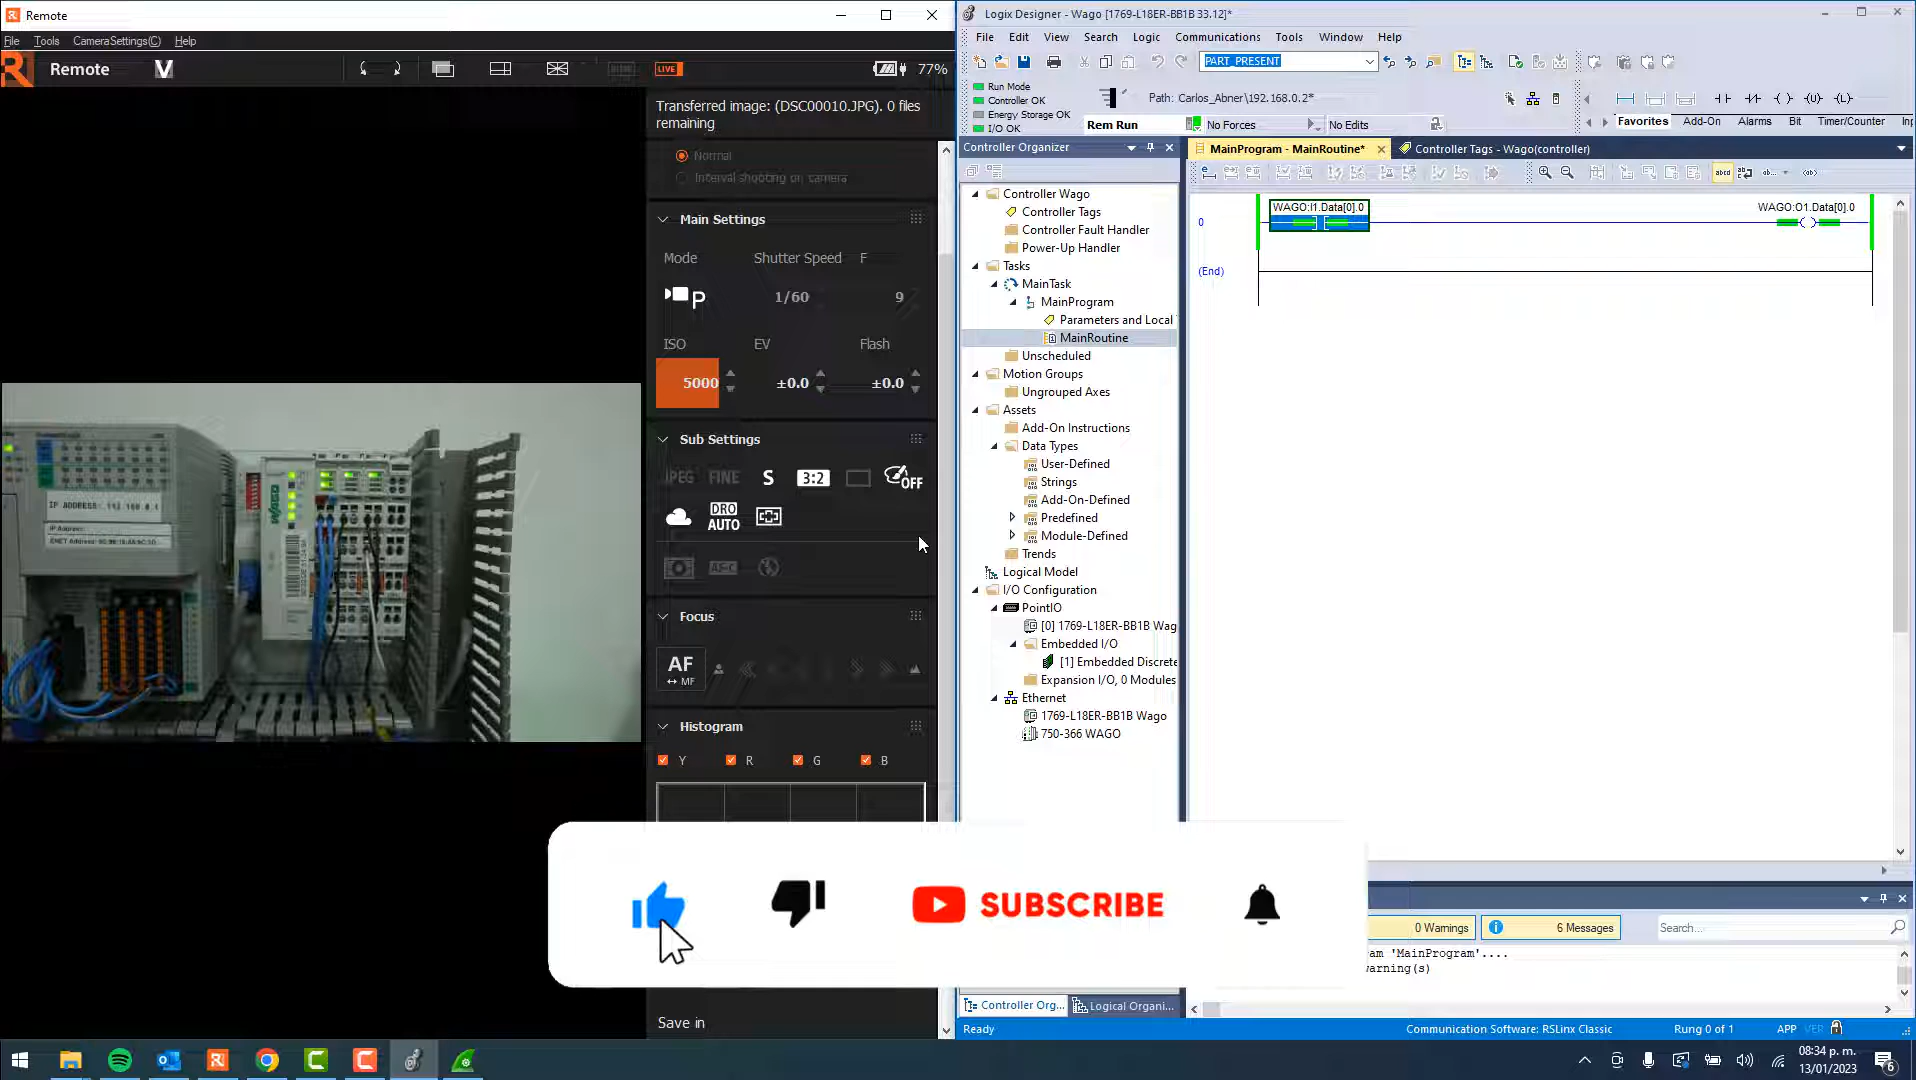 Remote
File Tools CameraSettings(C) Help
Remote V
LIVE
77%
Transferred image: (DSC00010.JPG). 0 files
remaining
Normal
Interval shooting on camera
Main Settings
Mode Shutter Speed F
P 1/60 9
ISO EV Flash
5000 ±0.0 ±0.0
Sub Settings
JPEG FINE S 3:2 OFF
DRO
AUTO
AF-C
Focus
AF
↔ MF
Histogram
Y R G B
Save in
IP ADDRESS:
IP Address:
WAGO
Logix Designer - Wago [1769-L18ER-BB1B 33.12]*
File Edit View Search Logic Communications Tools Window Help
PART_PRESENT
Run Mode
Controller OK
Energy Storage OK
I/O OK
Path: Carlos_Abner\192.168.0.2*
Rem Run No Forces No Edits
Favorites Add-On Alarms Bit Timer/Counter
Controller Organizer
MainProgram - MainRoutine*
Controller Tags - Wago(controller)
Controller Wago
Controller Tags
Controller Fault Handler
Power-Up Handler
Tasks
MainTask
MainProgram
Parameters and Local
MainRoutine
Unscheduled
Motion Groups
Ungrouped Axes
Assets
Add-On Instructions
Data Types
User-Defined
Strings
Add-On-Defined
Predefined
Module-Defined
Trends
Logical Model
I/O Configuration
PointIO
[0] 1769-L18ER-BB1B Wag
Embedded I/O
[1] Embedded Discrete
Expansion I/O, 0 Modules
Ethernet
1769-L18ER-BB1B Wago
750-366 WAGO
0
WAGO:I1.Data[0].0
WAGO:O1.Data[0].0
(End)
SUBSCRIBE
0 Warnings
6 Messages
Search...
am 'MainProgram'....
warning(s)
Controller Org...
Logical Organi...
Ready
Communication Software: RSLinx Classic
Rung 0 of 1
APP
VER
08:34 p. m.
13/01/2023
6